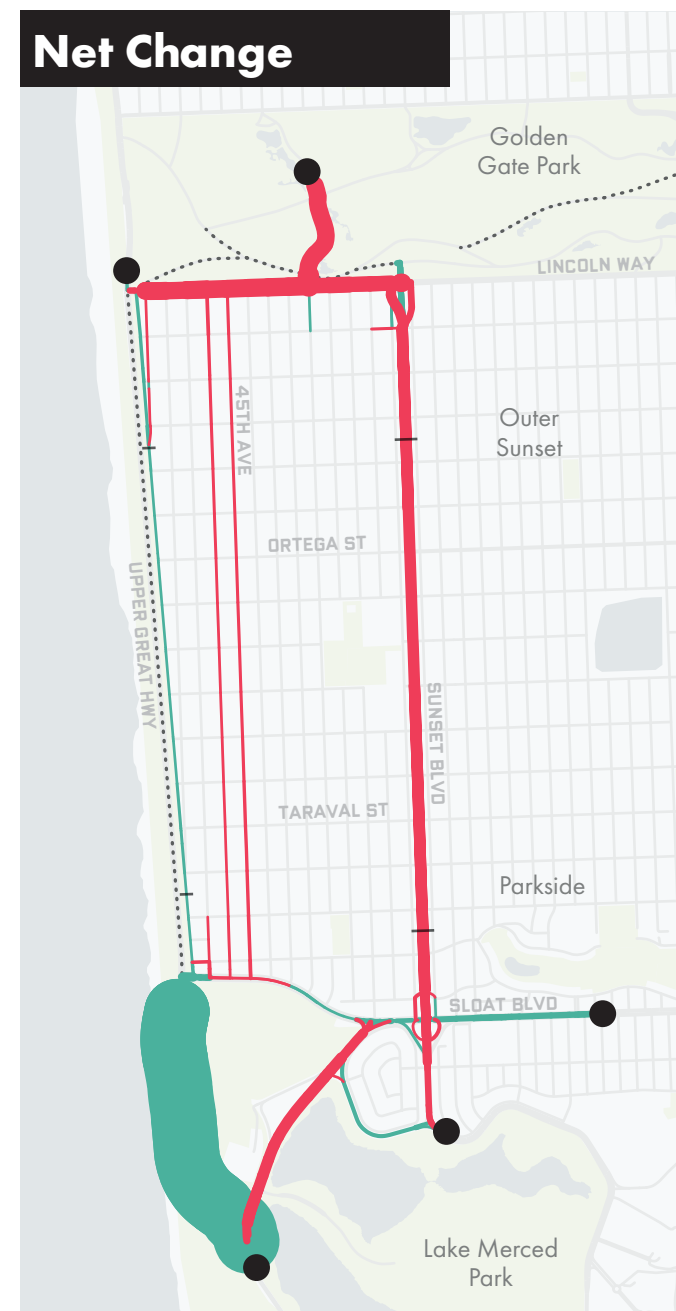 Net Change
Golden
Gate Park
LINCOLN WAY
45TH AVE
Outer
Sunset
ORTEGA ST
UPPER GREAT HWY
SUNSET BLVD
TARAVAL ST
Parkside
SLOAT BLVD
Lake Merced
Park